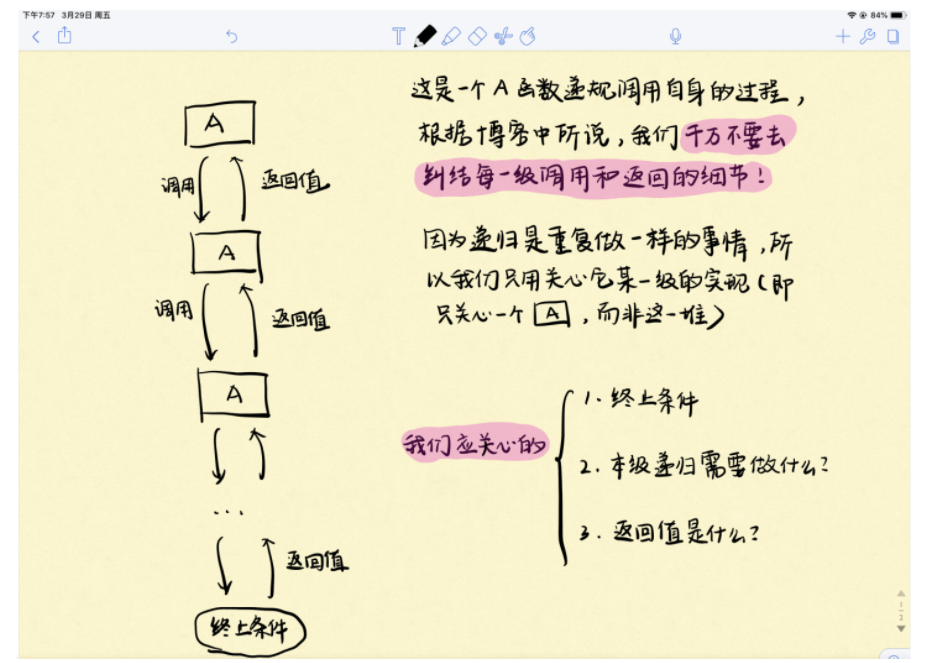 下午7:57 3月29日 周五
84%
T
A
调用
返回值
A
调用
返回值
A
...
返回值
终止条件
这是一个 A 函数递规调用自身的过程，
根据博客中所说，我们千万不要去
纠结每一级调用和返回的细节！
因为递归是重复做一样的事情，所
以我们只用关心它某一级的实现（即
只关心一个 A ，而非这一堆）
我们应关心的
1. 终止条件
2. 本级递归需要做什么？
3. 返回值是什么？
1
2